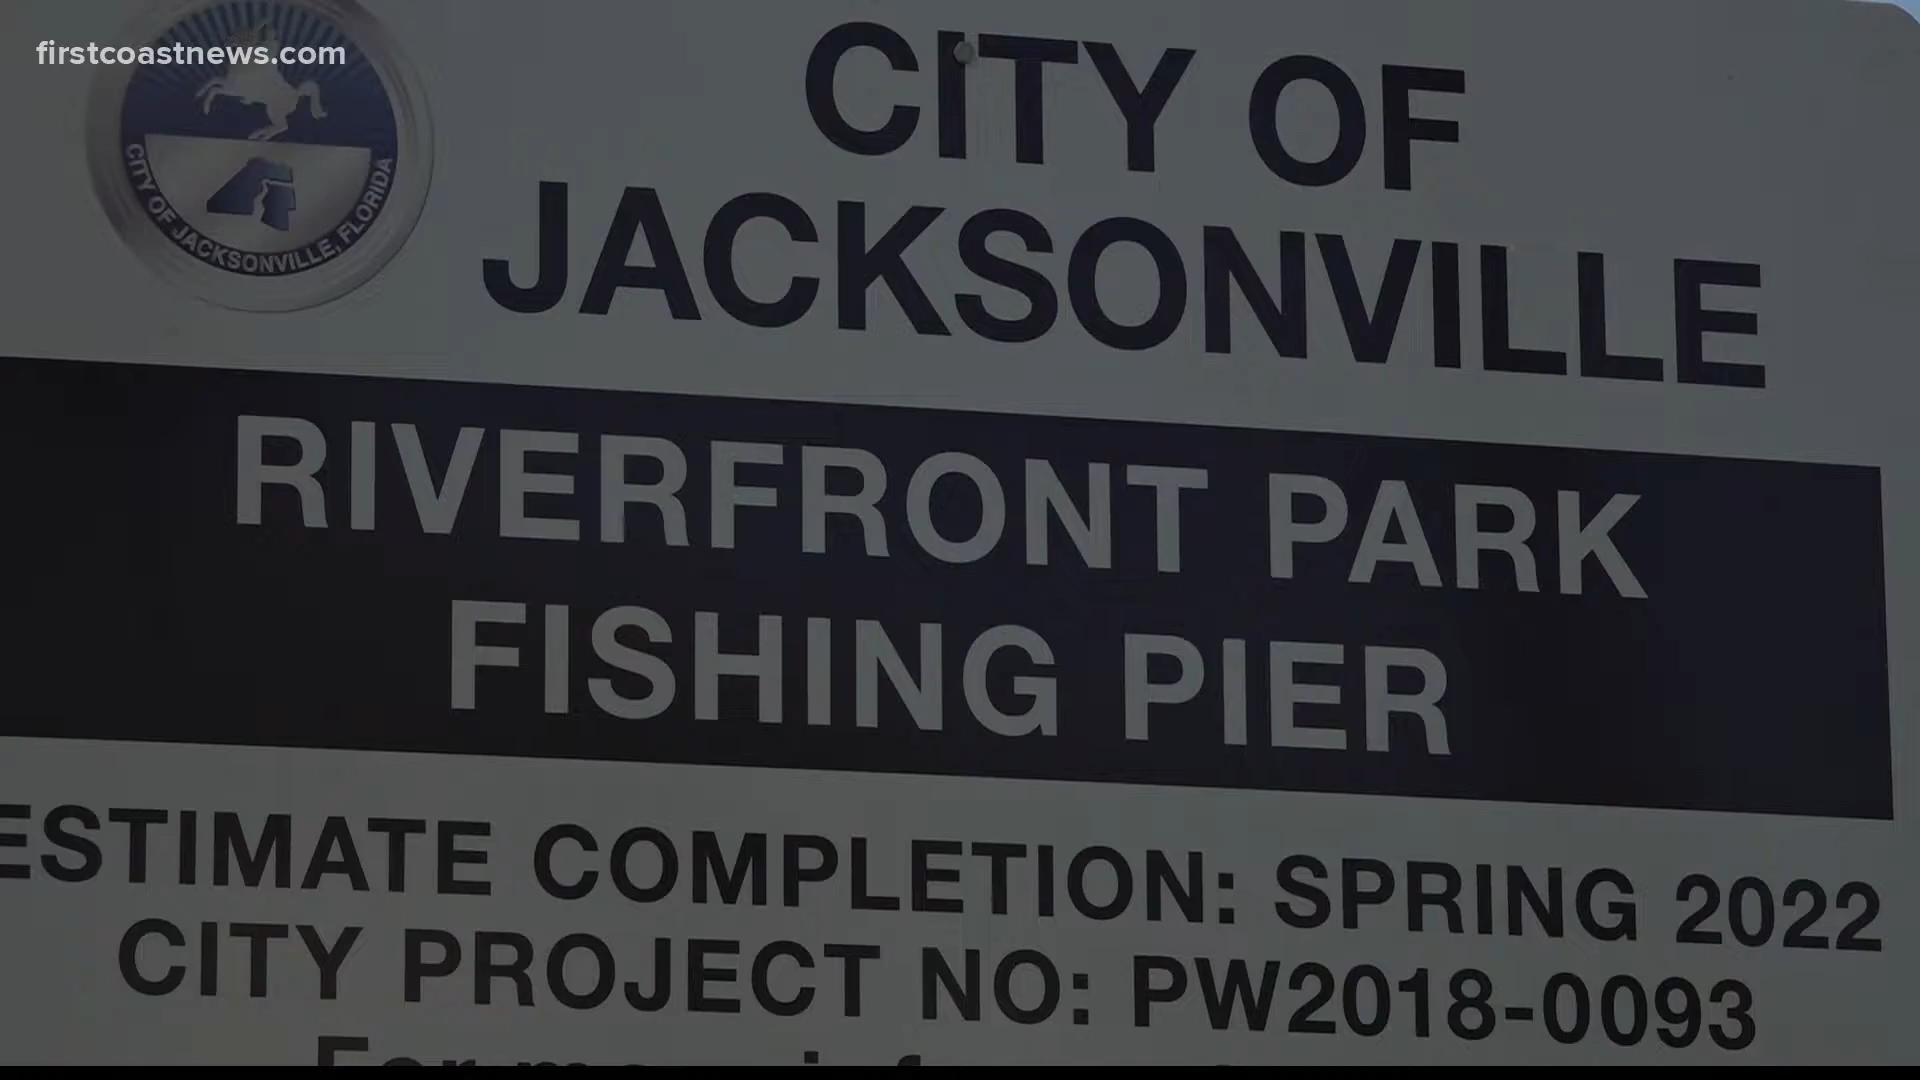 firstcoastnews.com
CITY OF JACKSONVILLE, FLORIDA
CITY OF
JACKSONVILLE
RIVERFRONT PARK
FISHING PIER
ESTIMATE COMPLETION: SPRING 2022
CITY PROJECT NO: PW2018-0093